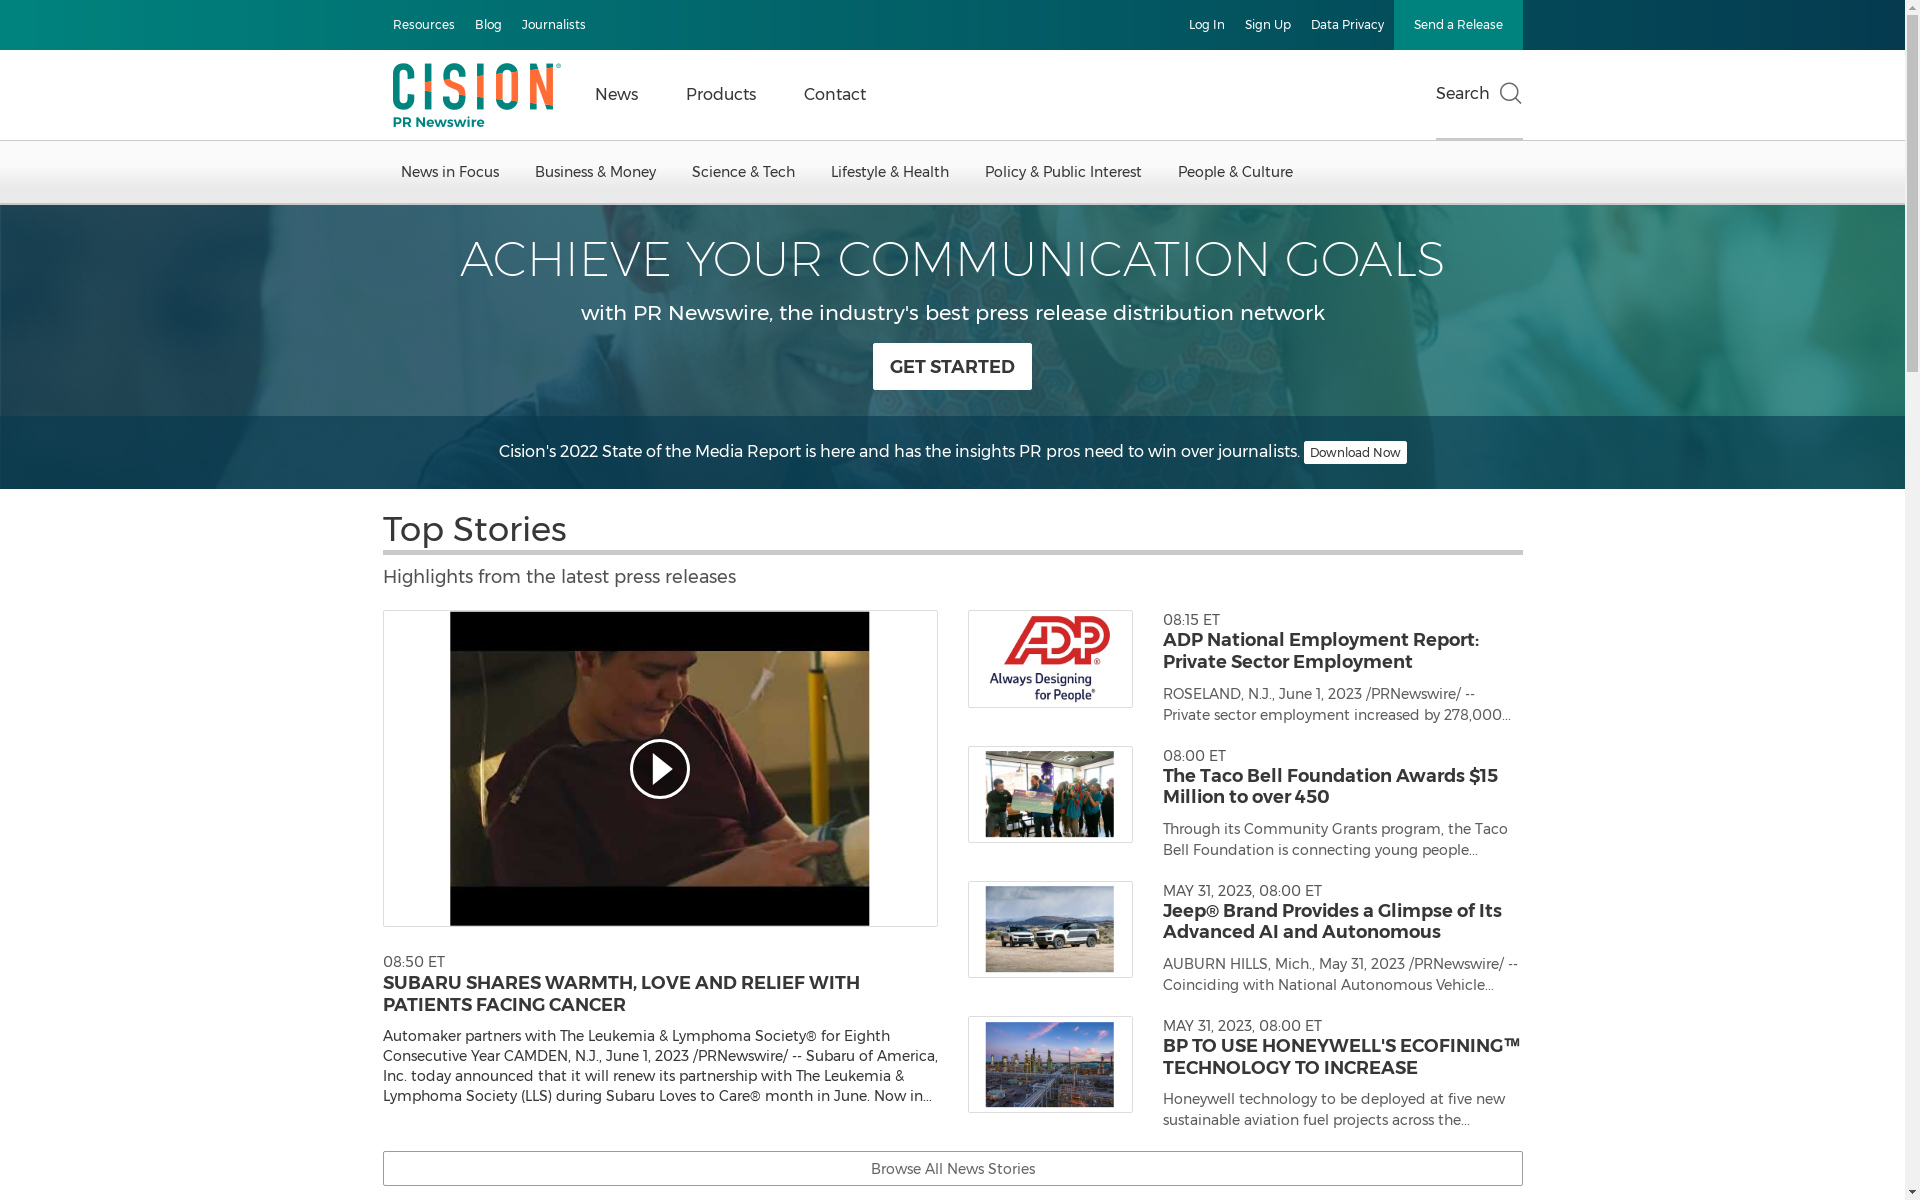 Resources Blog Journalists
Log In Sign Up Data Privacy Send a Release
CISION®
PR Newswire
News Products Contact
Search
News in Focus Business & Money Science & Tech Lifestyle & Health Policy & Public Interest People & Culture
ACHIEVE YOUR COMMUNICATION GOALS
with PR Newswire, the industry's best press release distribution network
GET STARTED
Cision's 2022 State of the Media Report is here and has the insights PR pros need to win over journalists. Download Now
Top Stories
Highlights from the latest press releases
08:50 ET
SUBARU SHARES WARMTH, LOVE AND RELIEF WITH
PATIENTS FACING CANCER
Automaker partners with The Leukemia & Lymphoma Society® for Eighth
Consecutive Year CAMDEN, N.J., June 1, 2023 /PRNewswire/ -- Subaru of America,
Inc. today announced that it will renew its partnership with The Leukemia &
Lymphoma Society (LLS) during Subaru Loves to Care® month in June. Now in...
ADP®
Always Designing
for People®
08:15 ET
ADP National Employment Report:
Private Sector Employment
ROSELAND, N.J., June 1, 2023 /PRNewswire/ --
Private sector employment increased by 278,000...
08:00 ET
The Taco Bell Foundation Awards $15
Million to over 450
Through its Community Grants program, the Taco
Bell Foundation is connecting young people...
MAY 31, 2023, 08:00 ET
Jeep® Brand Provides a Glimpse of Its
Advanced AI and Autonomous
AUBURN HILLS, Mich., May 31, 2023 /PRNewswire/ --
Coinciding with National Autonomous Vehicle...
MAY 31, 2023, 08:00 ET
BP TO USE HONEYWELL'S ECOFINING™
TECHNOLOGY TO INCREASE
Honeywell technology to be deployed at five new
sustainable aviation fuel projects across the...
Browse All News Stories